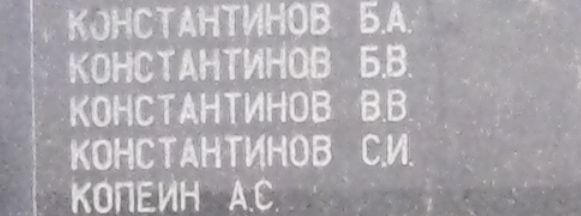 КОНСТАНТИНОВ Б.А.
КОНСТАНТИНОВ Б.В.
КОНСТАНТИНОВ В.В.
КОНСТАНТИНОВ С.И.
КОПЕИН А.С.